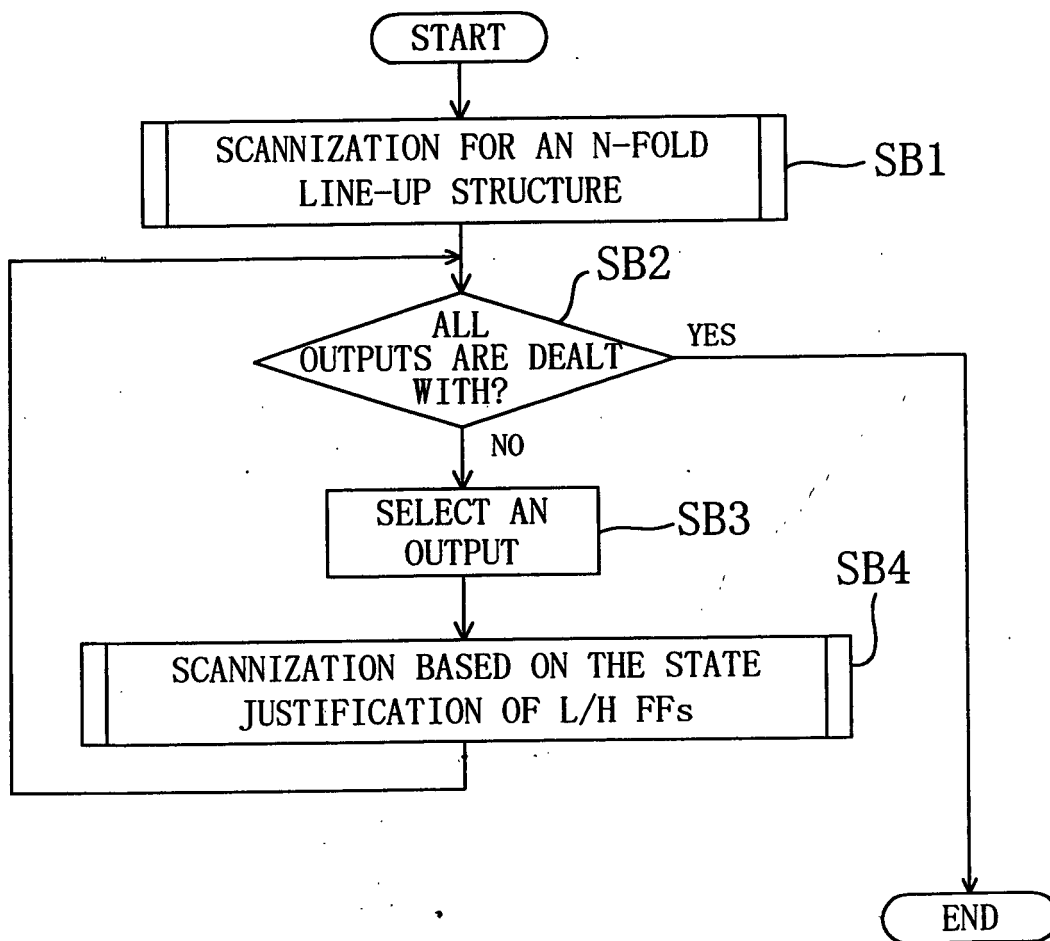 START
SCANNIZATION FOR AN N-FOLD
LINE-UP STRUCTURE
SB1
SB2
ALL
OUTPUTS ARE DEALT
WITH?
YES
NO
SELECT AN
OUTPUT
SB3
SB4
SCANNIZATION BASED ON THE STATE
JUSTIFICATION OF L/H FFs
END